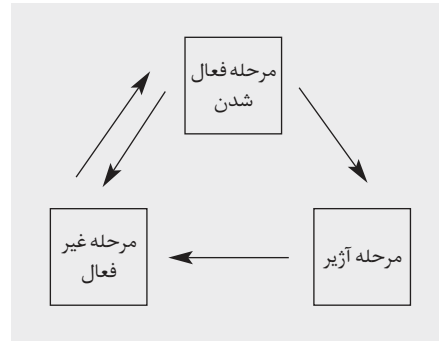 مرحله فعال
شدن
مرحله غیر
فعال
مرحله آژیر